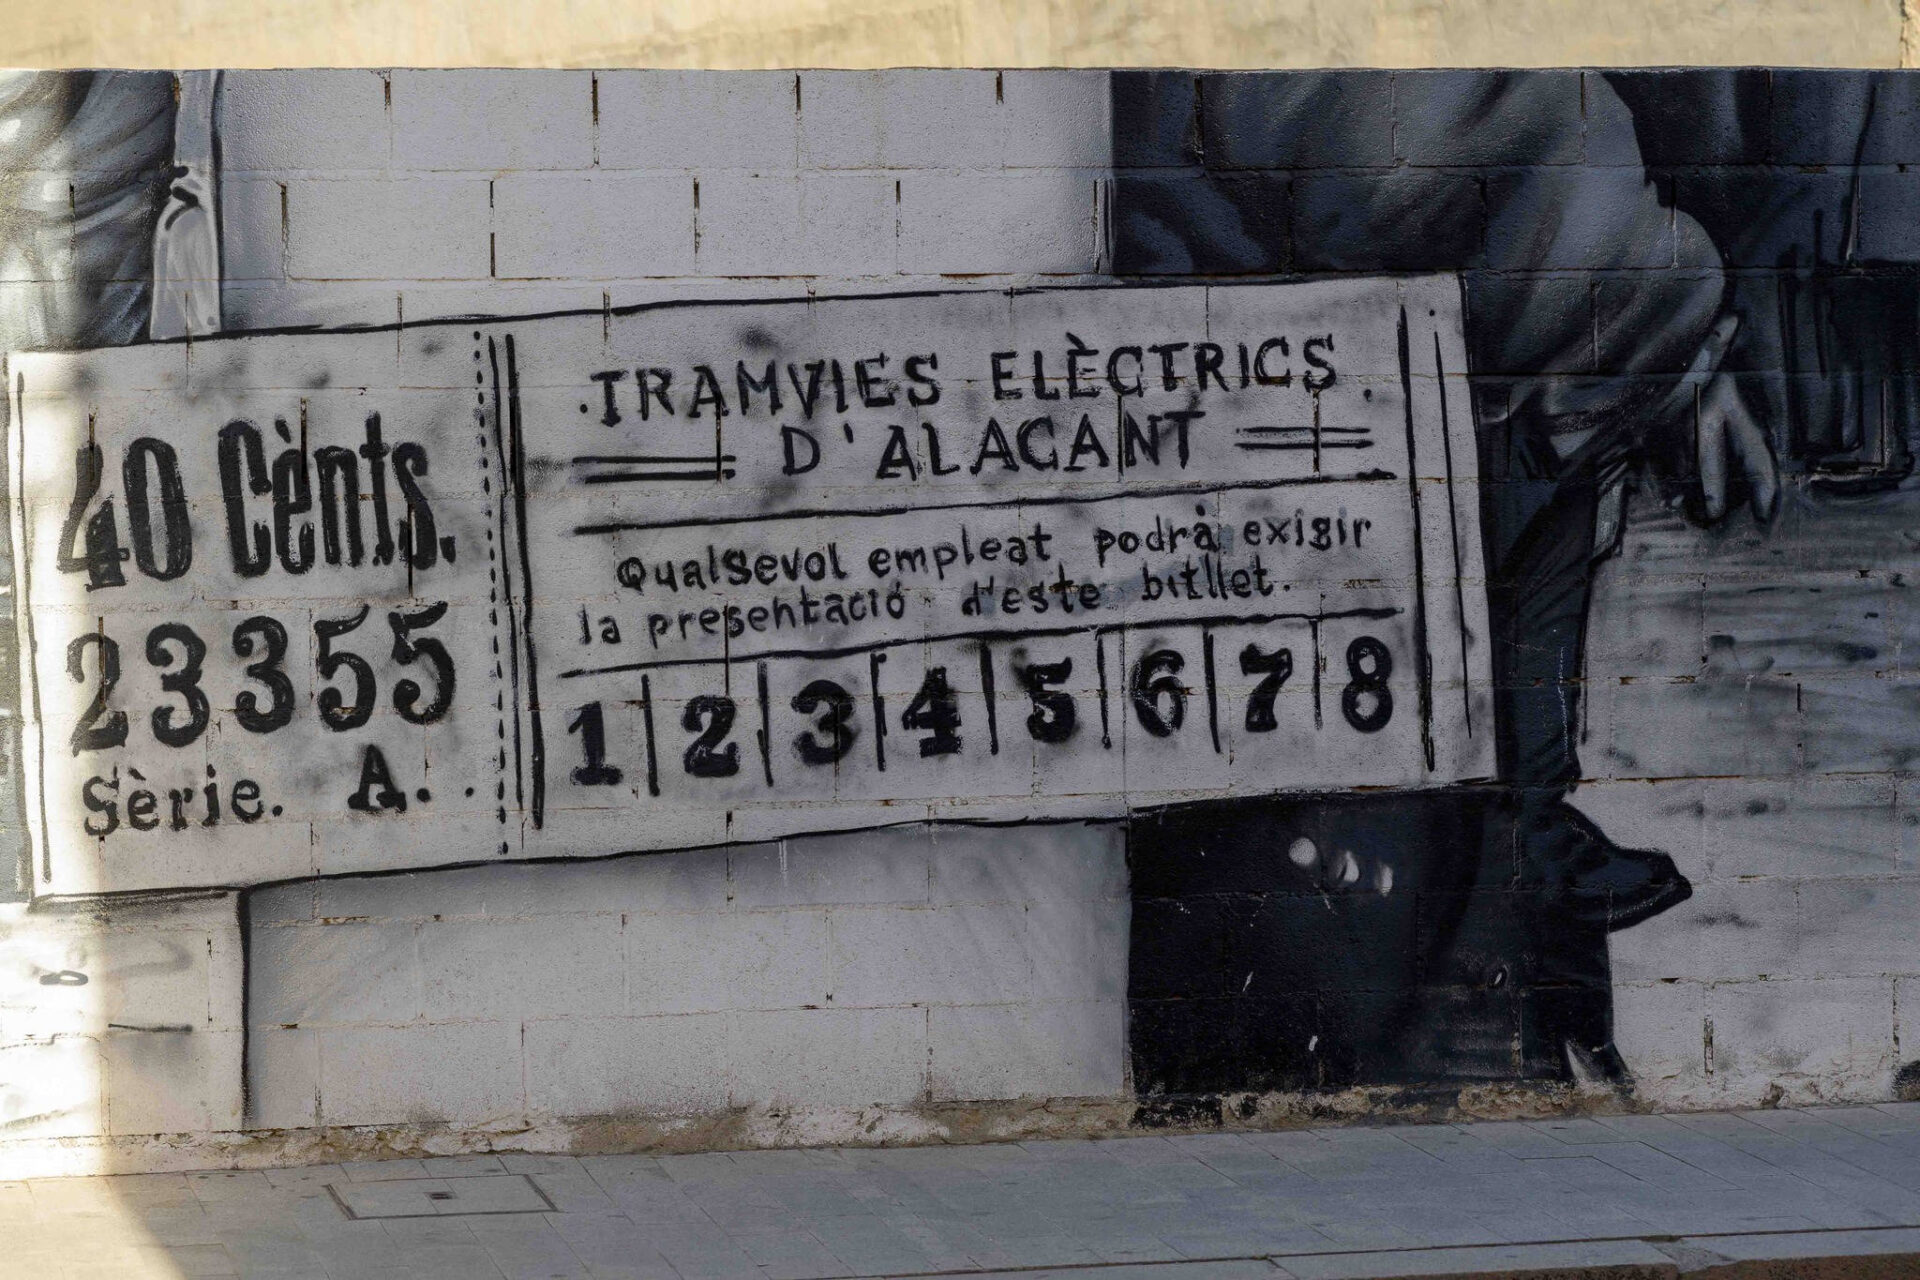 40 Cènts.
23355
Sèrie. A..
.TRAMVIES ELÈCTRICS.
D'ALACANT
Qualsevol empleat podrà exigir
la presentació d'este bitllet.
1 2 3 4 5 6 7 8